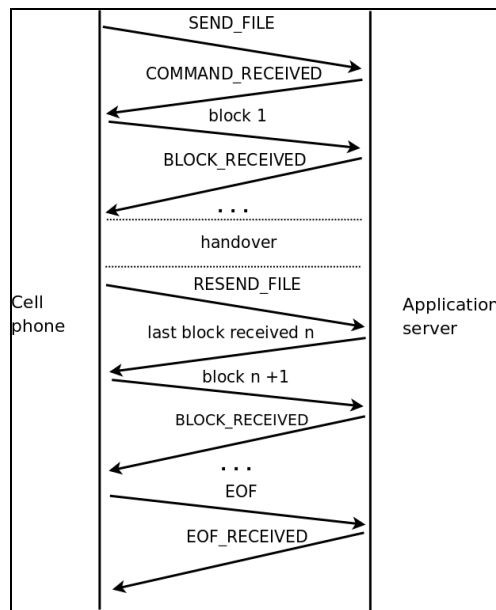 SEND_FILE
COMMAND_RECEIVED
block 1
BLOCK_RECEIVED
. . .
handover
RESEND_FILE
Cell
phone
Application
server
last block received n
block n +1
BLOCK_RECEIVED
. . .
EOF
EOF_RECEIVED